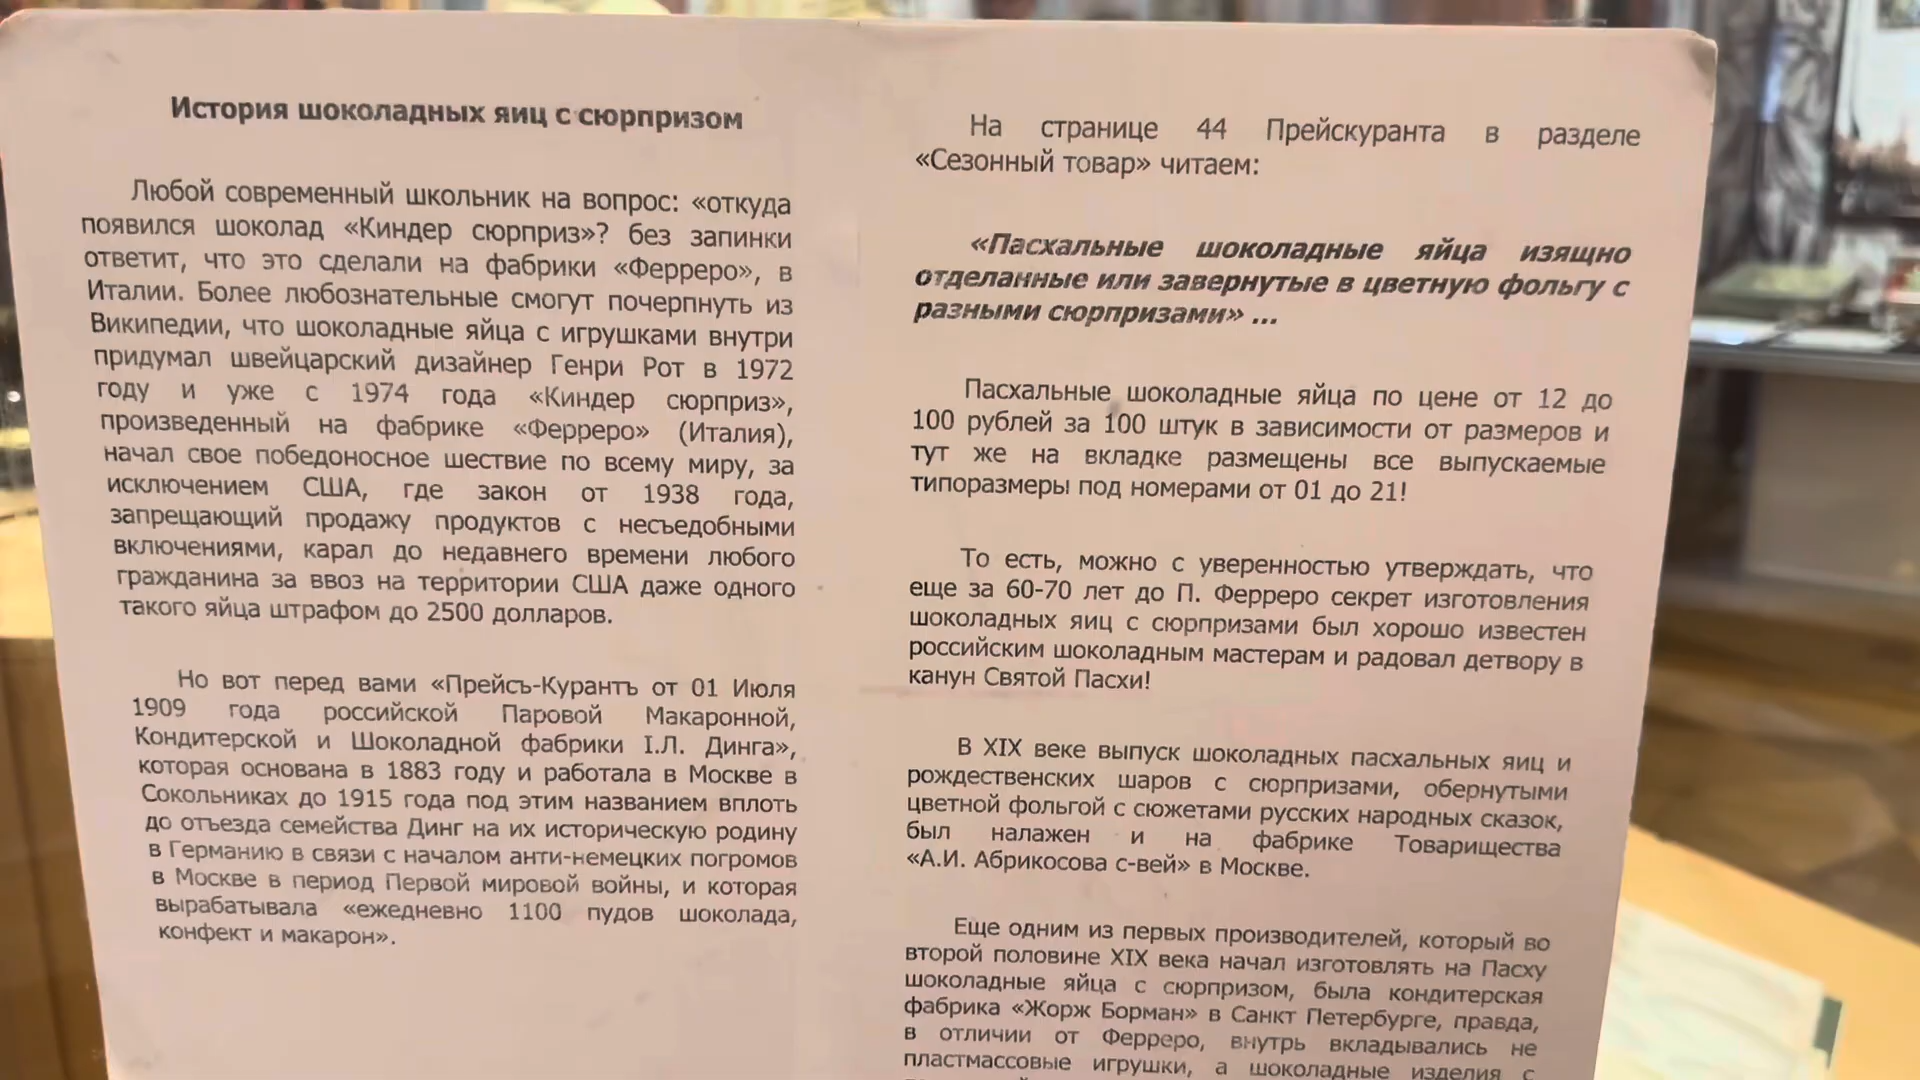 История шоколадных яиц с сюрпризом
Любой современный школьник на вопрос: «откуда
появился шоколад «Киндер сюрприз»? без запинки
ответит, что это сделали на фабрики «Ферреро», в
Италии. Более любознательные смогут почерпнуть из
Википедии, что шоколадные яйца с игрушками внутри
придумал швейцарский дизайнер Генри Рот в 1972
году и уже с 1974 года «Киндер сюрприз»,
произведенный на фабрике «Ферреро» (Италия),
начал свое победоносное шествие по всему миру, за
исключением США, где закон от 1938 года,
запрещающий продажу продуктов с несъедобными
включениями, карал до недавнего времени любого
гражданина за ввоз на территории США даже одного
такого яйца штрафом до 2500 долларов.
Но вот перед вами «Прейсъ-Курантъ от 01 Июля
1909 года российской Паровой Макаронной,
Кондитерской и Шоколадной фабрики I.Л. Динга»,
которая основана в 1883 году и работала в Москве в
Сокольниках до 1915 года под этим названием вплоть
до отъезда семейства Динг на их историческую родину
в Германию в связи с началом анти-немецких погромов
в Москве в период Первой мировой войны, и которая
вырабатывала «ежедневно 1100 пудов шоколада,
конфект и макарон».
На странице 44 Прейскуранта в разделе
«Сезонный товар» читаем:
«Пасхальные шоколадные яйца изящно
отделанные или завернутые в цветную фольгу с
разными сюрпризами» ...
Пасхальные шоколадные яйца по цене от 12 до
100 рублей за 100 штук в зависимости от размеров и
тут же на вкладке размещены все выпускаемые
типоразмеры под номерами от 01 до 21!
То есть, можно с уверенностью утверждать, что
еще за 60-70 лет до П. Ферреро секрет изготовления
шоколадных яиц с сюрпризами был хорошо известен
российским шоколадным мастерам и радовал детвору в
канун Святой Пасхи!
В XIX веке выпуск шоколадных пасхальных яиц и
рождественских шаров с сюрпризами, обернутыми
цветной фольгой с сюжетами русских народных сказок,
был налажен и на фабрике Товарищества
«А.И. Абрикосова с-вей» в Москве.
Еще одним из первых производителей, который во
второй половине XIX века начал изготовлять на Пасху
шоколадные яйца с сюрпризом, была кондитерская
фабрика «Жорж Борман» в Санкт Петербурге, правда,
в отличии от Ферреро, внутрь вкладывались не
пластмассовые игрушки, а шоколадные изделия с